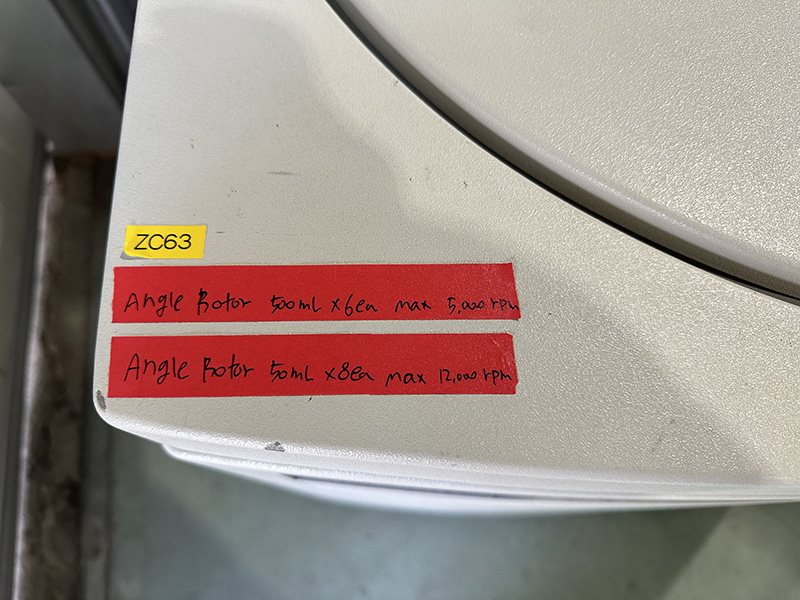 ZC63
Angle Rotor 500ml x6ea max 5,000 rpm
Angle Rotor 50ml x8ea max 12,000 rpm